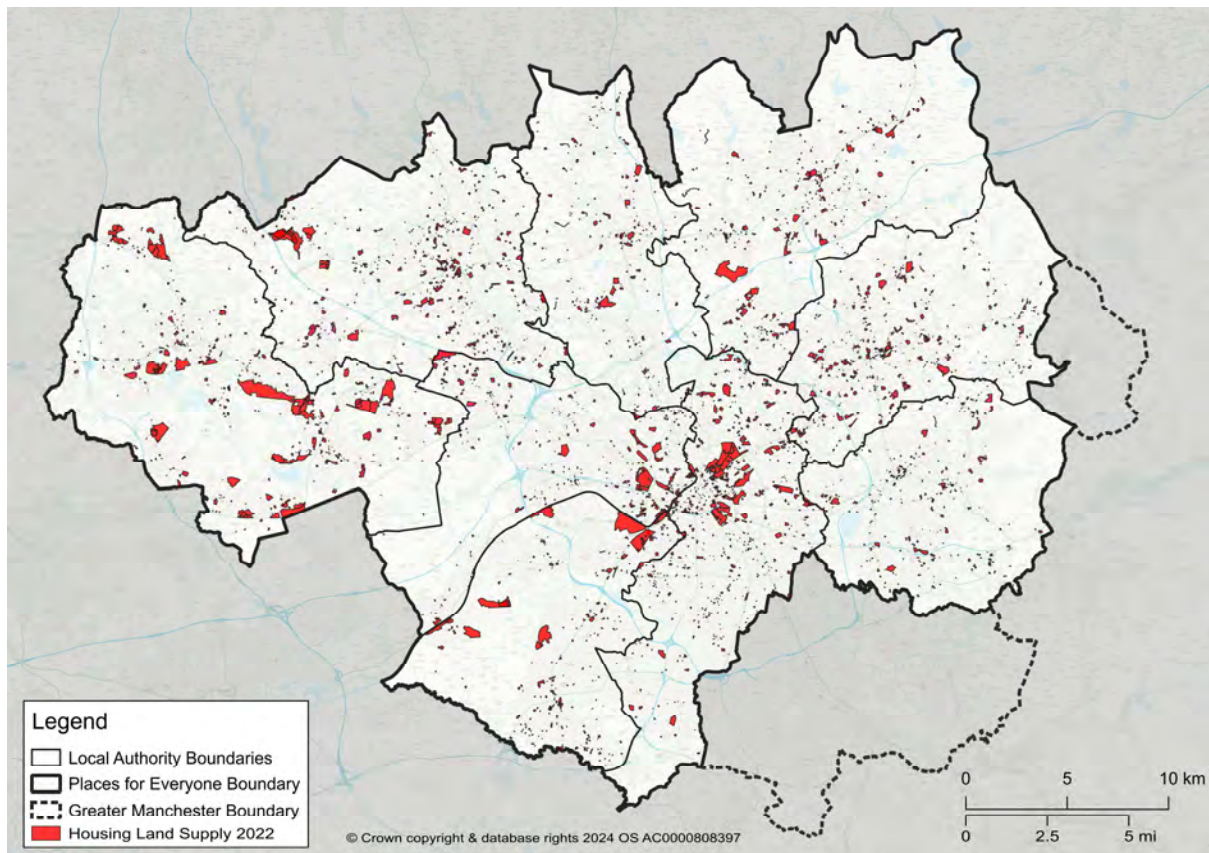 Legend
Local Authority Boundaries
Places for Everyone Boundary
Greater Manchester Boundary
Housing Land Supply 2022
© Crown copyright & database rights 2024 OS AC0000808397
0 5 10 km
0 2.5 5 mi